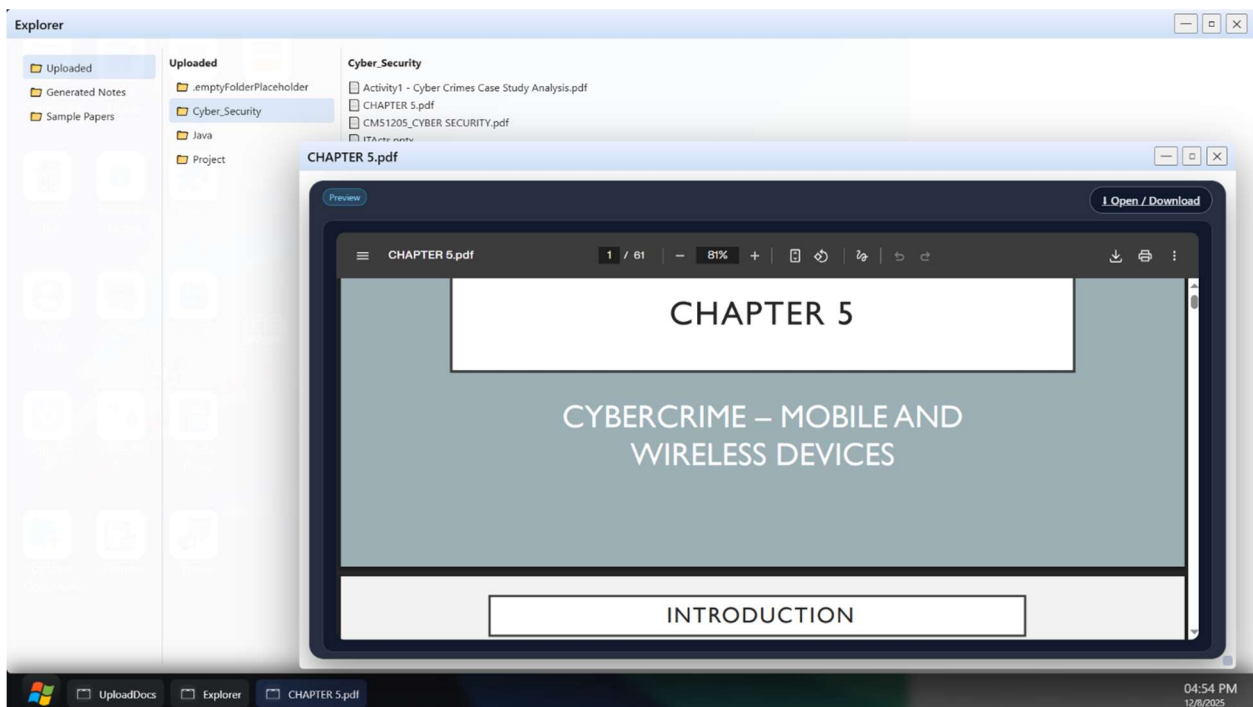 Explorer
Uploaded
Generated Notes
Sample Papers
Uploaded
.emptyFolderPlaceholder
Cyber_Security
Java
Project
Cyber_Security
Activity1 - Cyber Crimes Case Study Analysis.pdf
CHAPTER 5.pdf
CM51205_CYBER SECURITY.pdf
ITActs.pptx
CHAPTER 5.pdf
Preview
Open / Download
CHAPTER 5.pdf
1 / 61
81%
CHAPTER 5
CYBERCRIME – MOBILE AND
WIRELESS DEVICES
INTRODUCTION
UploadDocs
Explorer
CHAPTER 5.pdf
04:54 PM
12/8/2025